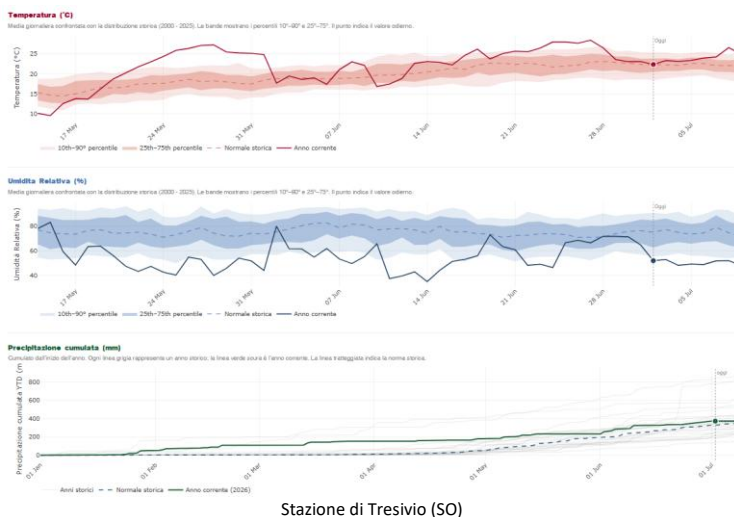 Temperatura (°C)
Media giornaliera confrontata con la distribuzione storica (2000 - 2025). Le bande mostrano i percentili 10°–90° e 25°–75°. Il punto indica il valore odierno.
Oggi
Temperatura (°C)
25
20
15
10
17 May
24 May
31 May
07 Jun
14 Jun
21 Jun
28 Jun
05 Jul
10th–90° percentile
25th–75th percentile
Normale storica
Anno corrente
Umidità Relativa (%)
Media giornaliera confrontata con la distribuzione storica (2000 - 2025). Le bande mostrano i percentili 10°–90° e 25°–75°. Il punto indica il valore odierno.
Oggi
Umidità Relativa (%)
80
60
40
17 May
24 May
31 May
07 Jun
14 Jun
21 Jun
28 Jun
05 Jul
10th–90° percentile
25th–75th percentile
Normale storica
Anno corrente
Precipitazione cumulata (mm)
Cumulato dall'inizio dell'anno. Ogni linea grigia rappresenta un anno storico, la linea verde scura è l'anno corrente. La linea tratteggiata indica la norma storica.
Oggi
Precipitazione cumulata YTD (m
800
600
400
200
0
01 Jan
01 Feb
01 Mar
01 Apr
01 May
01 Jun
01 Jul
Anni storici
Normale storica
Anno corrente (2026)
Stazione di Tresivio (SO)